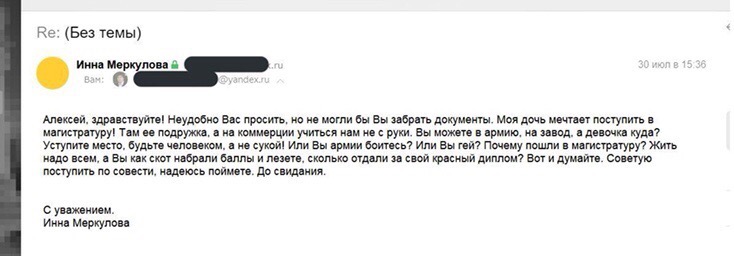 Re: (Без темы)
Инна Меркулова .ru 30 июл в 15:36
Вам: @yandex.ru
Алексей, здравствуйте! Неудобно Вас просить, но не могли бы Вы забрать документы. Моя дочь мечтает поступить в
магистратуру! Там ее подружка, а на коммерции учиться нам не с руки. Вы можете в армию, на завод, а девочка куда?
Уступите место, будьте человеком, а не сукой! Или Вы армии боитесь? Или Вы гей? Почему пошли в магистратуру? Жить
надо всем, а Вы как скот набрали баллы и лезете, сколько отдали за свой красный диплом? Вот и думайте. Советую
поступить по совести, надеюсь поймете. До свидания.
С уважением.
Инна Меркулова